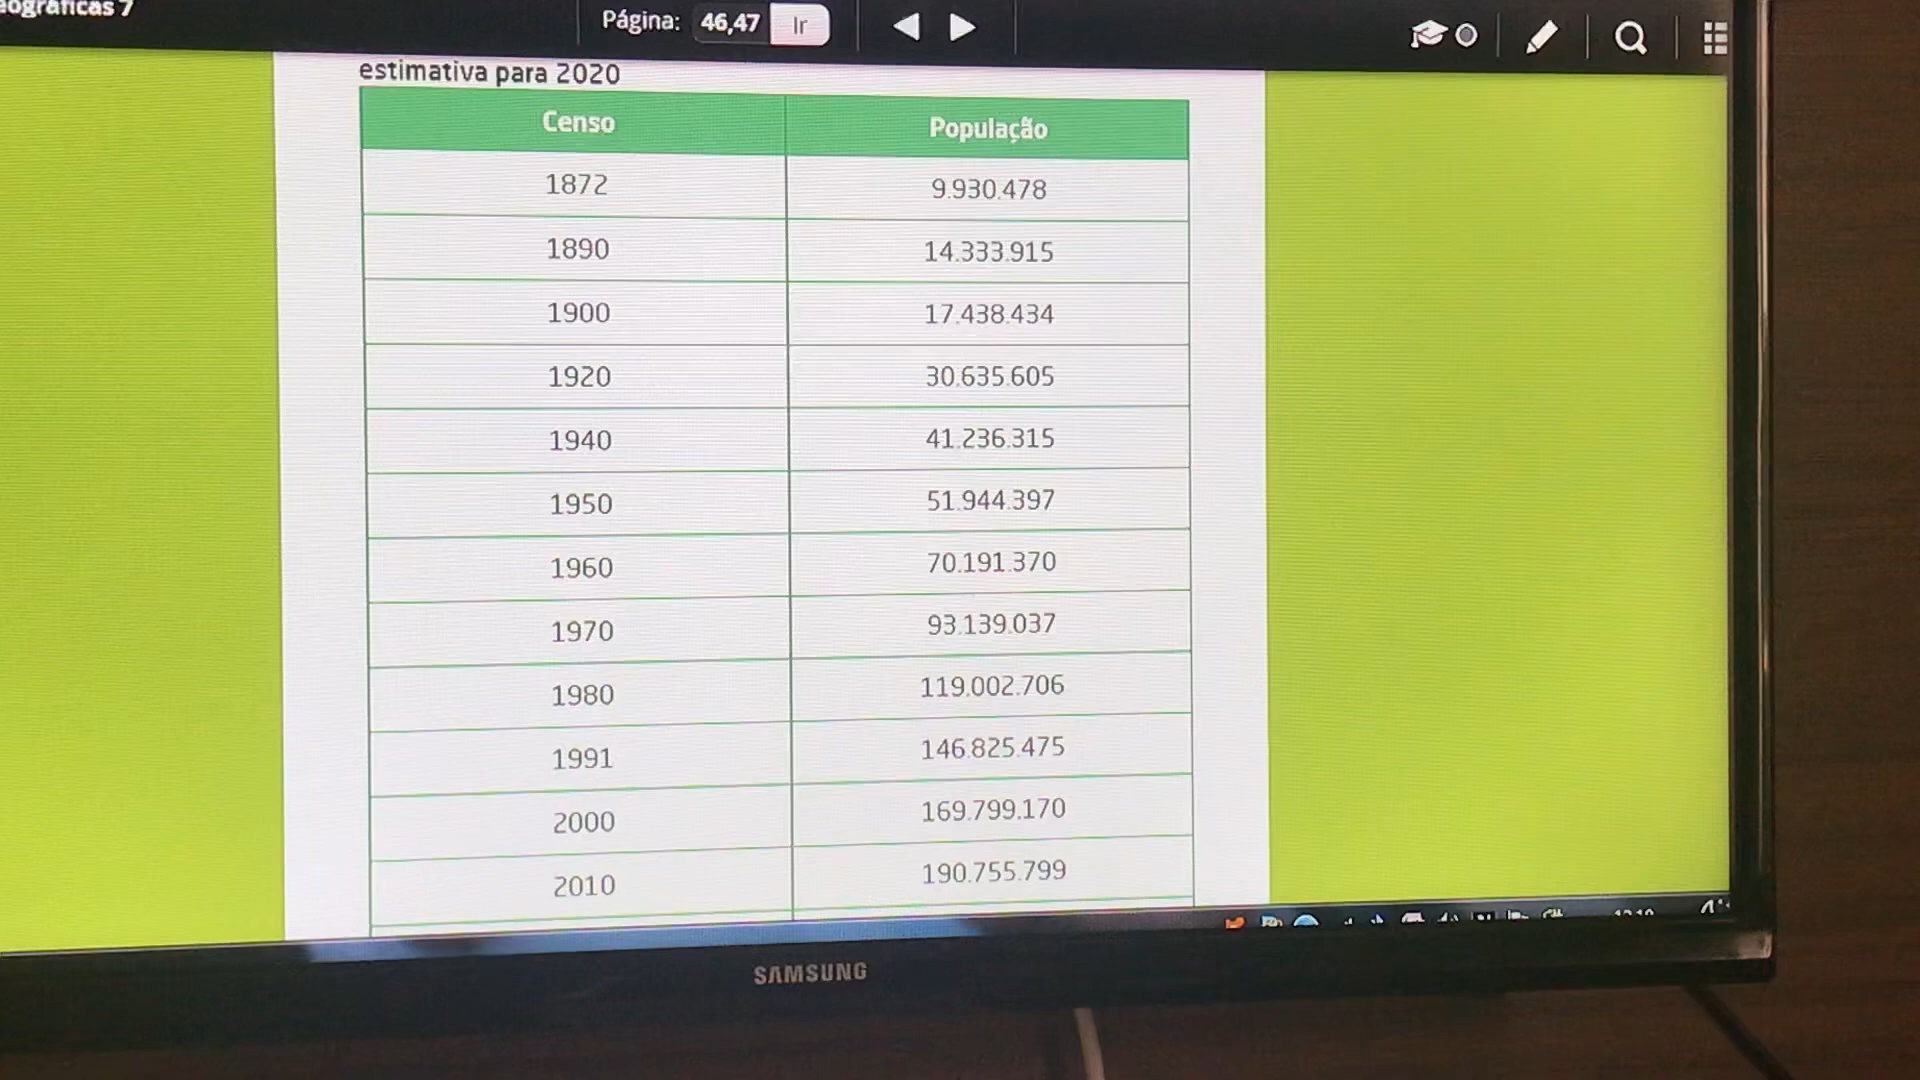 eográficas 7
Página: 46,47 Ir
estimativa para 2020
Censo População
1872 9.930.478
1890 14.333.915
1900 17.438.434
1920 30.635.605
1940 41.236.315
1950 51.944.397
1960 70.191.370
1970 93.139.037
1980 119.002.706
1991 146.825.475
2000 169.799.170
2010 190.755.799
SAMSUNG